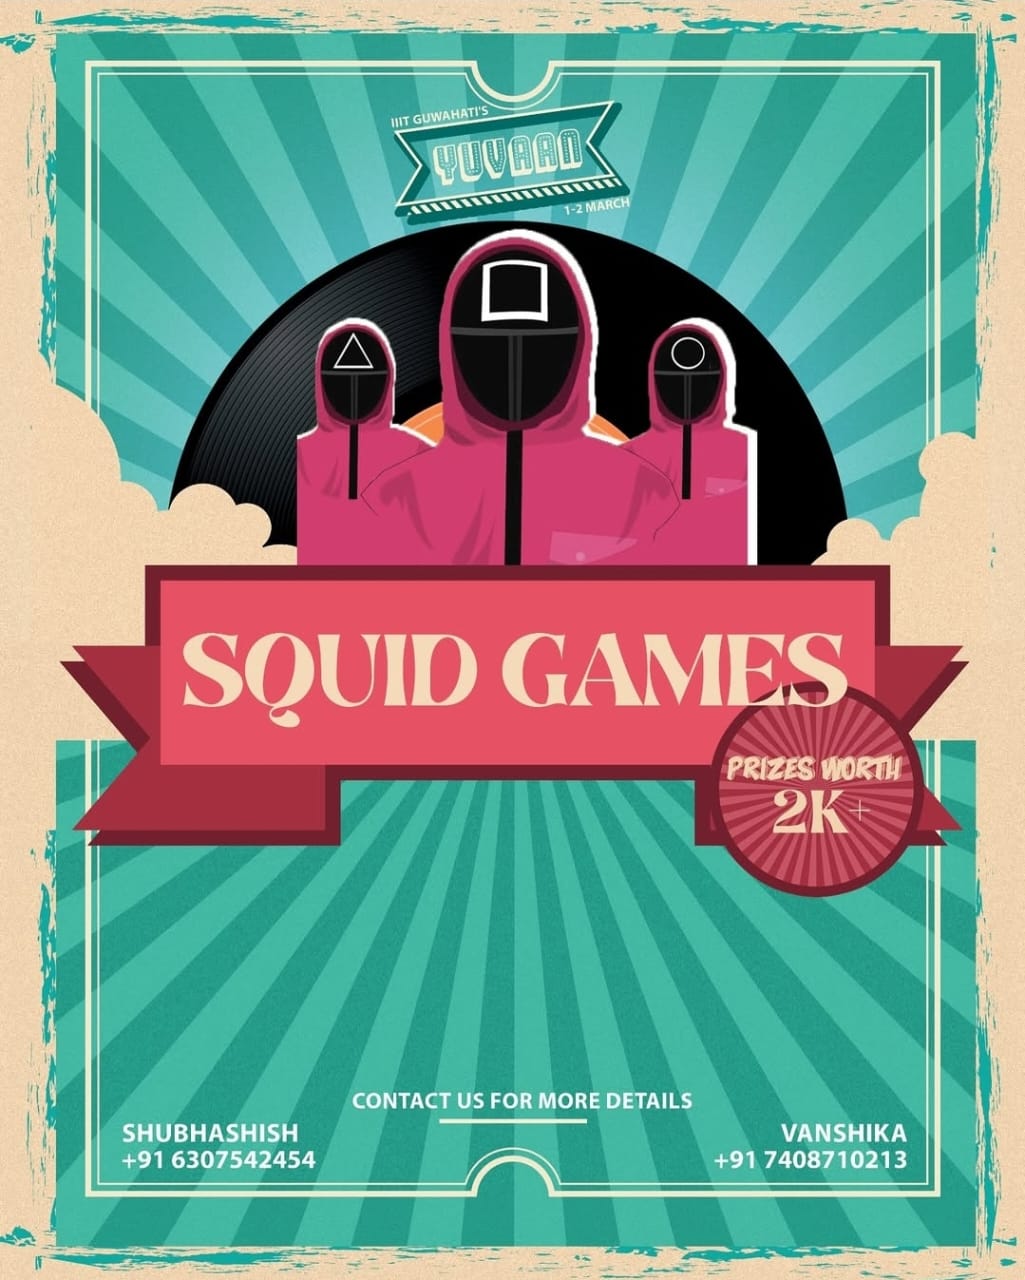 IIIT GUWAHATI'S
YUVAAN
1-2 MARCH
SQUID GAMES
PRIZES WORTH
2K+
CONTACT US FOR MORE DETAILS
SHUBHASHISH
+91 6307542454
VANSHIKA
+91 7408710213